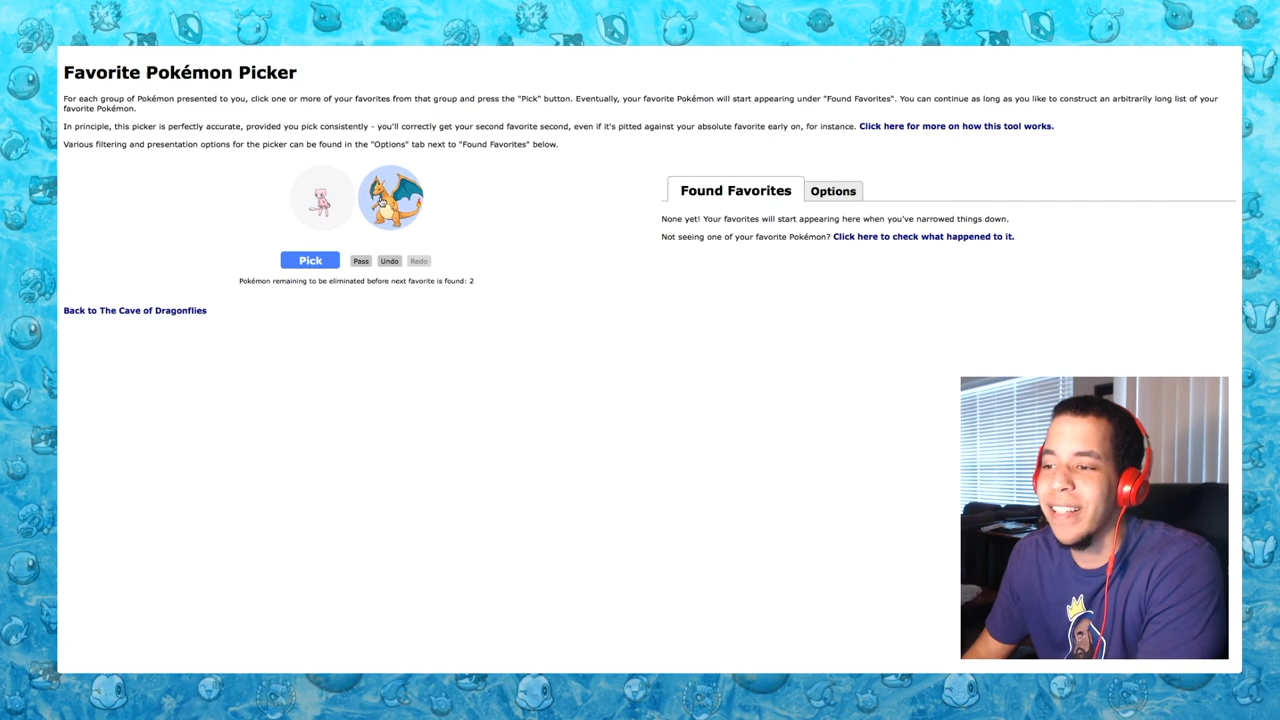 Favorite Pokémon Picker
For each group of Pokémon presented to you, click one or more of your favorites from that group and press the "Pick" button. Eventually, your favorite Pokémon will start appearing under "Found Favorites". You can continue as long as you like to construct an arbitrarily long list of your
favorite Pokémon.
In principle, this picker is perfectly accurate, provided you pick consistently - you'll correctly get your second favorite second, even if it's pitted against your absolute favorite early on, for instance. Click here for more on how this tool works.
Various filtering and presentation options for the picker can be found in the "Options" tab next to "Found Favorites" below.
Found Favorites Options
None yet! Your favorites will start appearing here when you've narrowed things down.
Not seeing one of your favorite Pokémon? Click here to check what happened to it.
Pick Pass Undo Redo
Pokémon remaining to be eliminated before next favorite is found: 2
Back to The Cave of Dragonflies